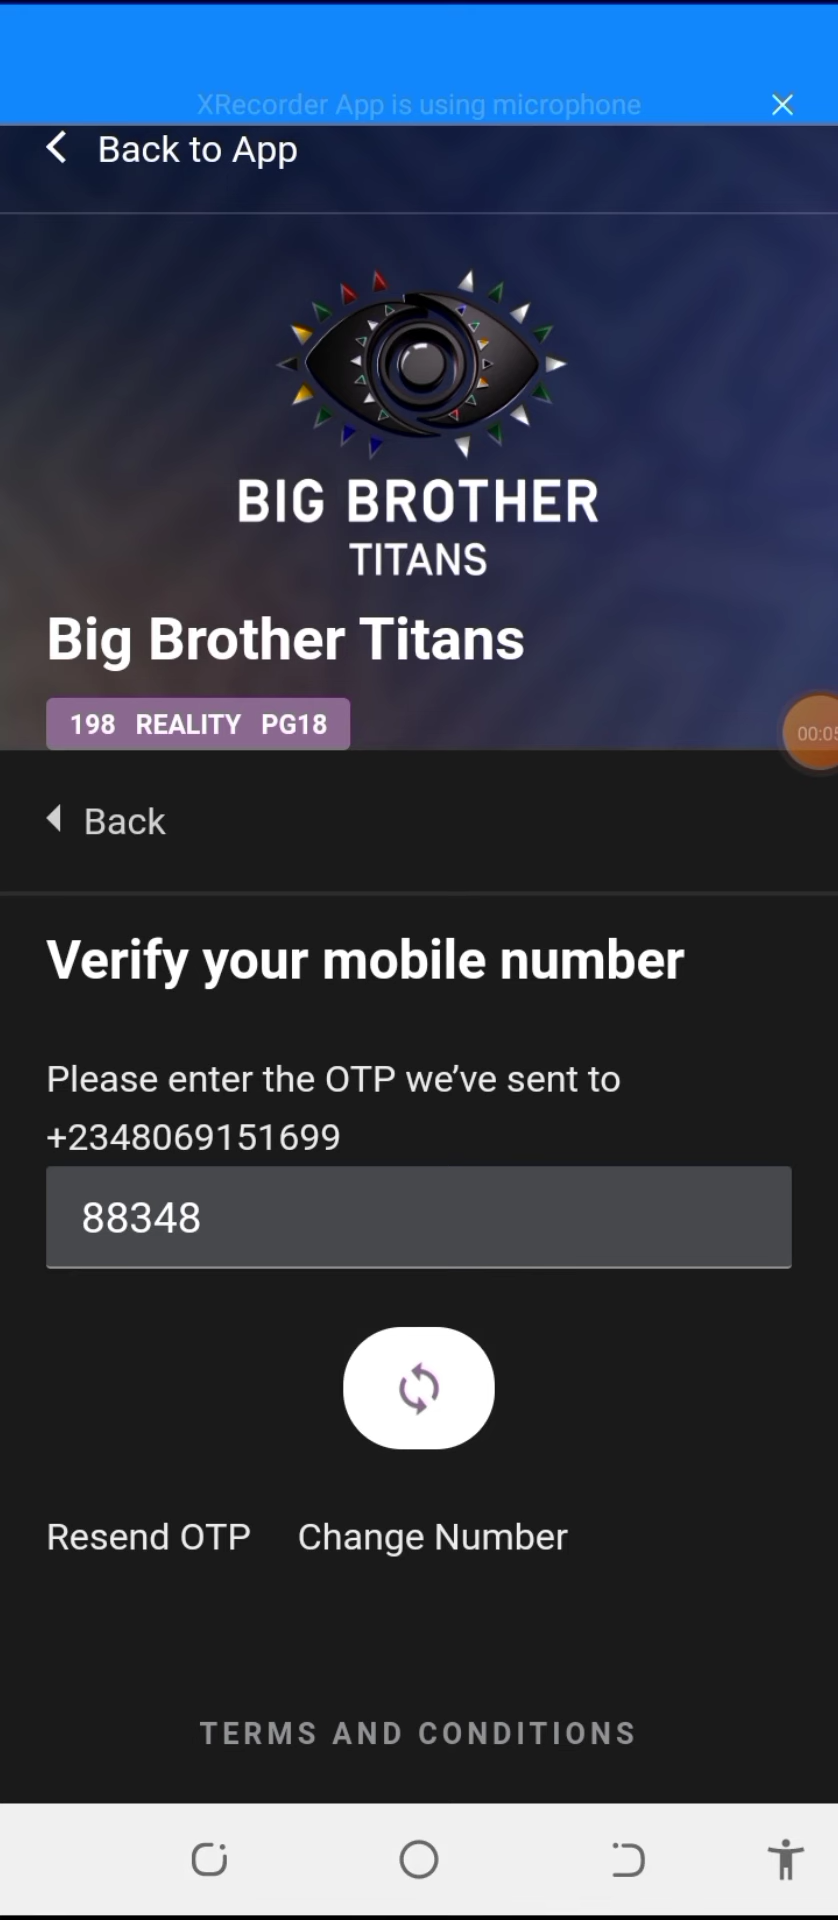 XRecorder App is using microphone
Back to App
BIG BROTHER
TITANS
Big Brother Titans
198 REALITY PG18
00:05
Back
Verify your mobile number
Please enter the OTP we’ve sent to
+2348069151699
88348
Resend OTP Change Number
TERMS AND CONDITIONS